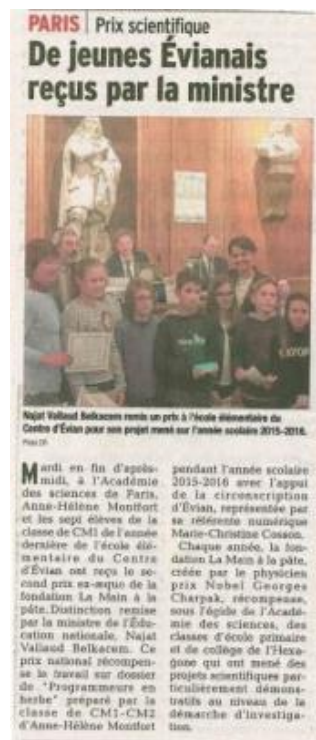 PARIS | Prix scientifique
De jeunes Évianais
reçus par la ministre
Najat Vallaud Belkacem remis un prix à l'école élémentaire du
Centre d'Évian pour son projet mené sur l'année scolaire 2015-2016.
Photo DR
Mardi en fin d'après-
midi, à l'Académie
des sciences de Paris,
Anne-Hélène Montfort
et les sept élèves de la
classe de CM1 de l'année
dernière de l'école élé-
mentaire du Centre
d'Évian ont reçu le se-
cond prix ex-æquo de la
fondation La Main à la
pâte. Distinction remise
par la ministre de l'Édu-
cation nationale, Najat
Vallaud Belkacem. Ce
prix national récompen-
se le travail sur dossier
de "Programmeurs en
herbe" préparé par la
classe de CM1-CM2
d'Anne-Hélène Montfort
pendant l'année scolaire
2015-2016 avec l'appui
de la circonscription
d'Évian, représentée par
sa référente numérique
Marie-Christine Cosson.
Chaque année, la fon-
dation La Main à la pâte,
créée par le physicien
prix Nobel Georges
Charpak, récompense,
sous l'égide de l'Acadé-
mie des sciences, des
classes d'école primaire
et de collège de l'Hexa-
gone qui ont mené des
projets scientifiques par-
ticulièrement démons-
tratifs au niveau de la
démarche d'investiga-
tion.